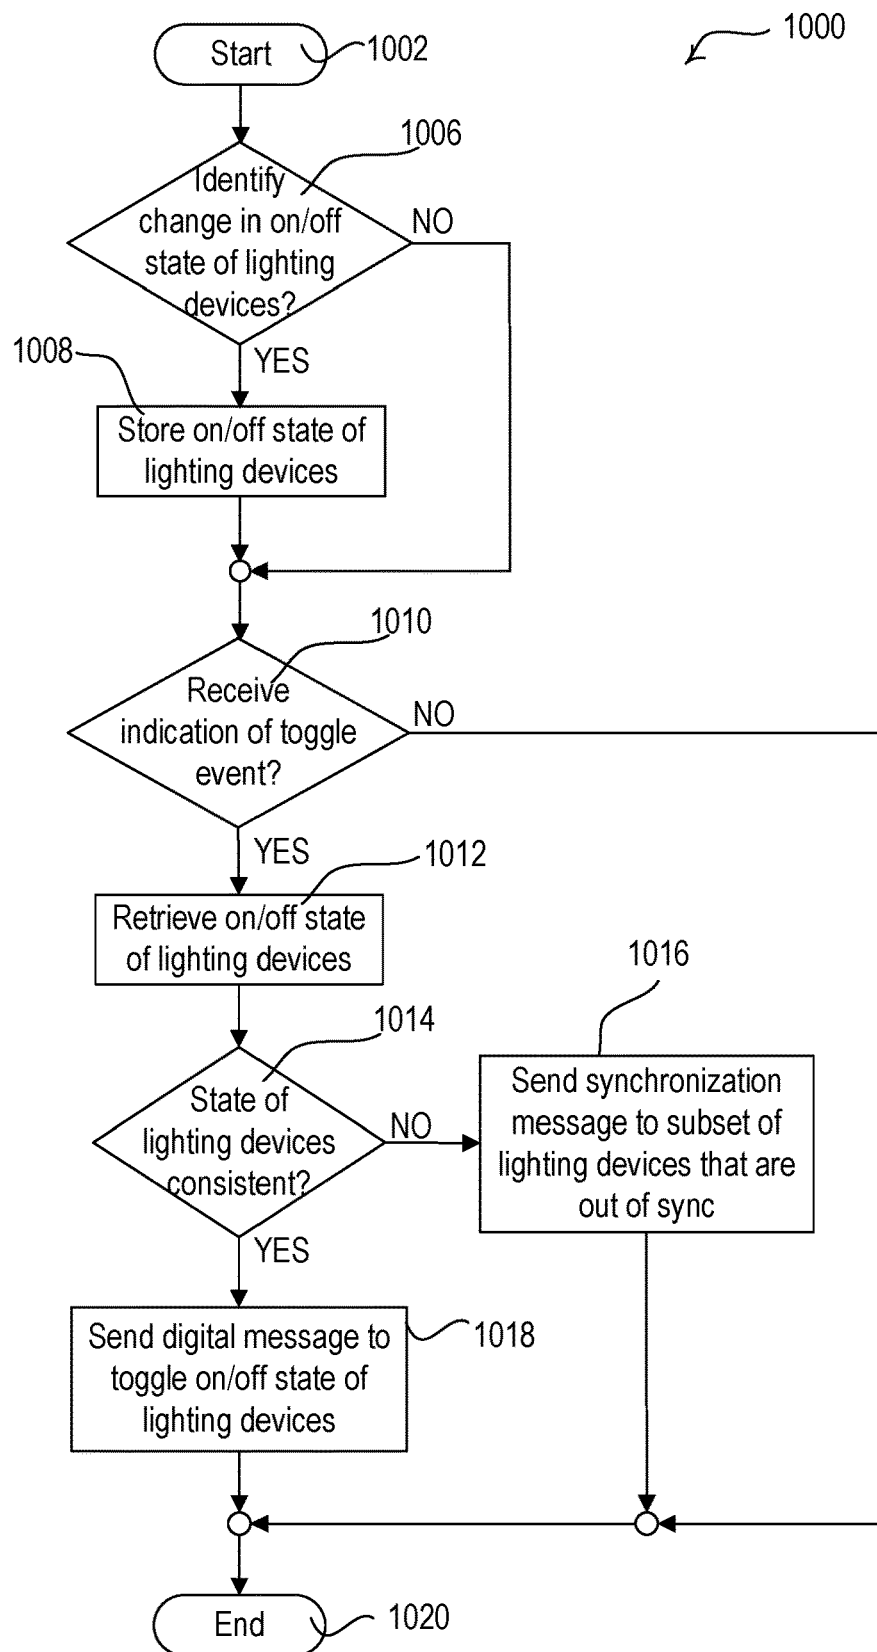 1000
Start
1002
1006
Identify
change in on/off
state of lighting
devices?
NO
YES
1008
Store on/off state of
lighting devices
1010
Receive
indication of toggle
event?
NO
YES
1012
Retrieve on/off state
of lighting devices
1014
State of
lighting devices
consistent?
NO
1016
Send synchronization
message to subset of
lighting devices that are
out of sync
YES
Send digital message to
toggle on/off state of
lighting devices
1018
End
1020